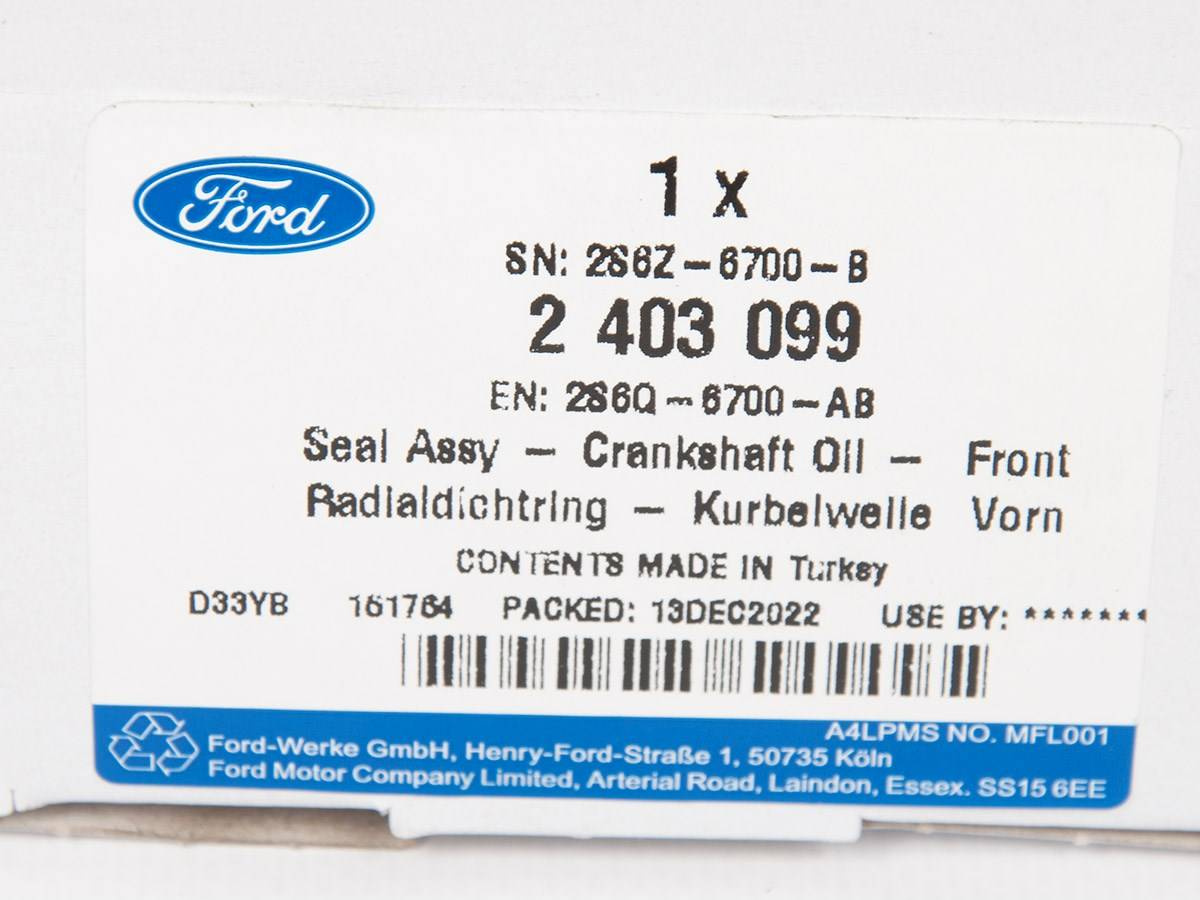 Ford
1 x
SN: 2S6Z-6700-B
2 403 099
EN: 2S6Q-6700-AB
Seal Assy - Crankshaft Oil - Front
Radialdichtring - Kurbelwelle Vorn
CONTENTS MADE IN Turkey
D33YB 161764 PACKED: 13DEC2022 USE BY: *******
A4LPMS NO. MFL001
Ford-Werke GmbH, Henry-Ford-Straße 1, 50735 Köln
Ford Motor Company Limited, Arterial Road, Laindon, Essex. SS15 6EE